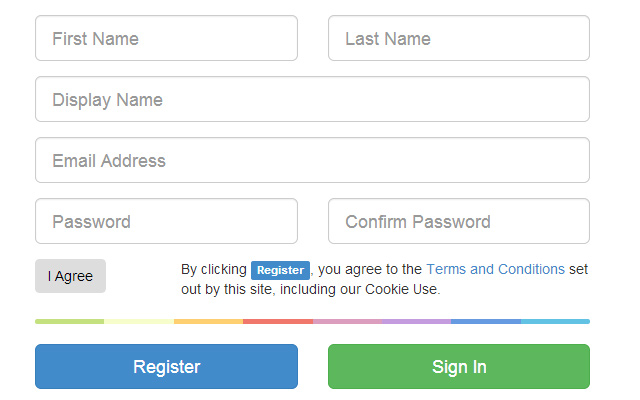 First Name Last Name
Display Name
Email Address
Password Confirm Password
I Agree By clicking Register, you agree to the Terms and Conditions set
out by this site, including our Cookie Use.
Register Sign In